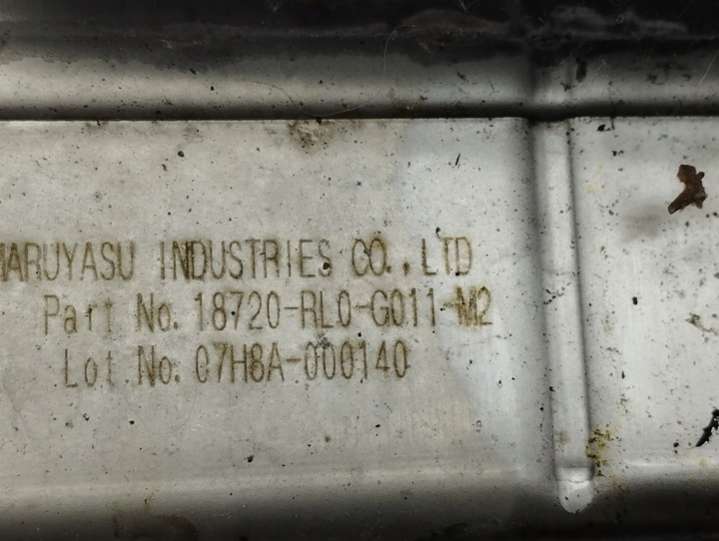 MARUYASU INDUSTRIES CO., LTD
Part No. 18720-RL0-G011-M2
Lot No. 07H8A-000140